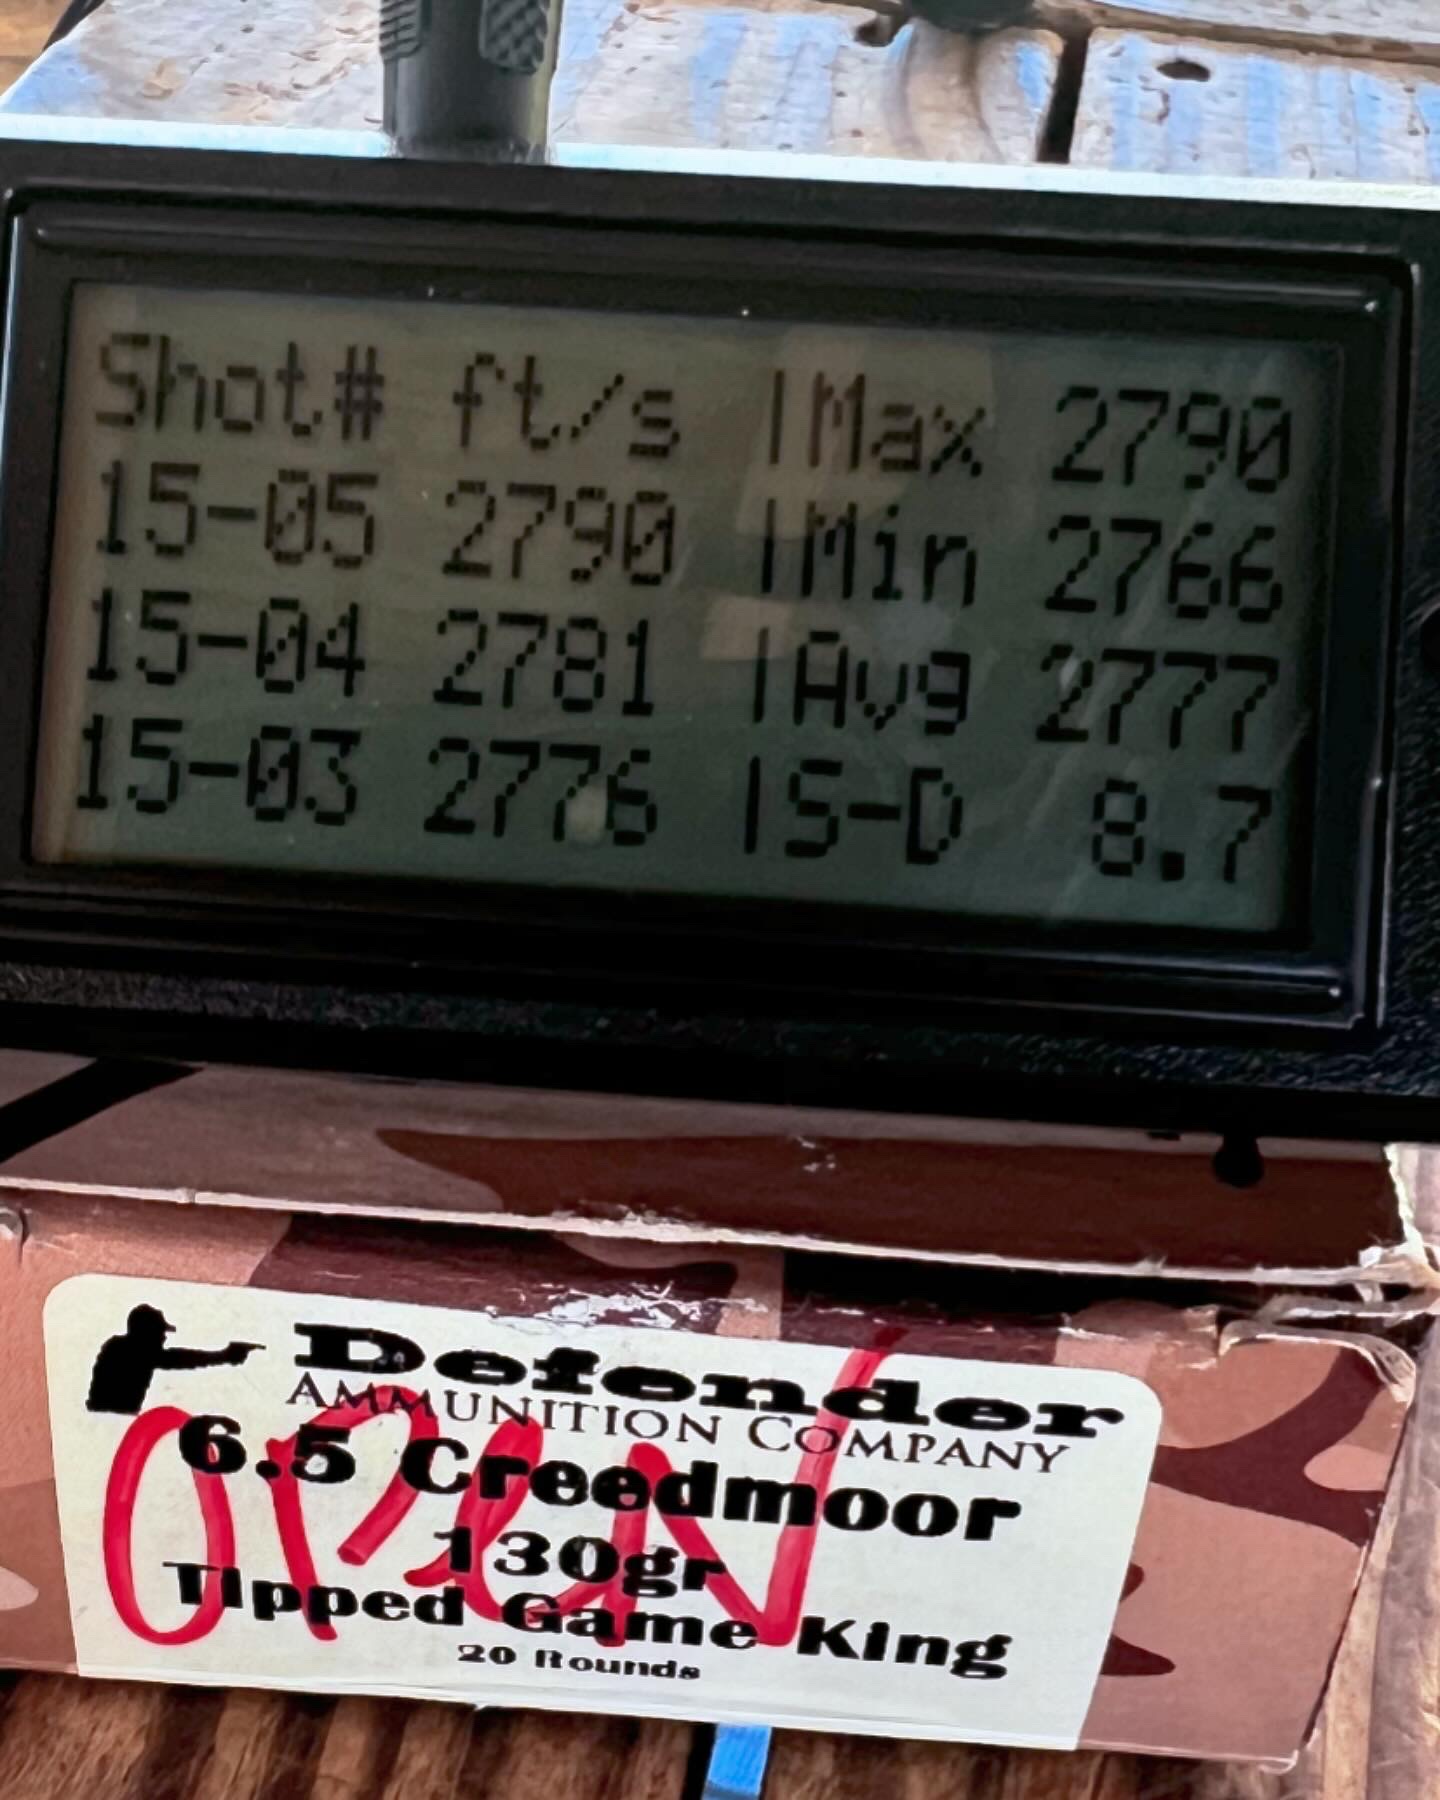 Shot# ft/s |Max 2790
15-05 2790 |Min 2766
15-04 2781 |Avg 2777
15-03 2776 |S-D 8.7
Defender
AMMUNITION COMPANY
6.5 Creedmoor
130gr
Tipped Game King
20 Rounds
OPEN